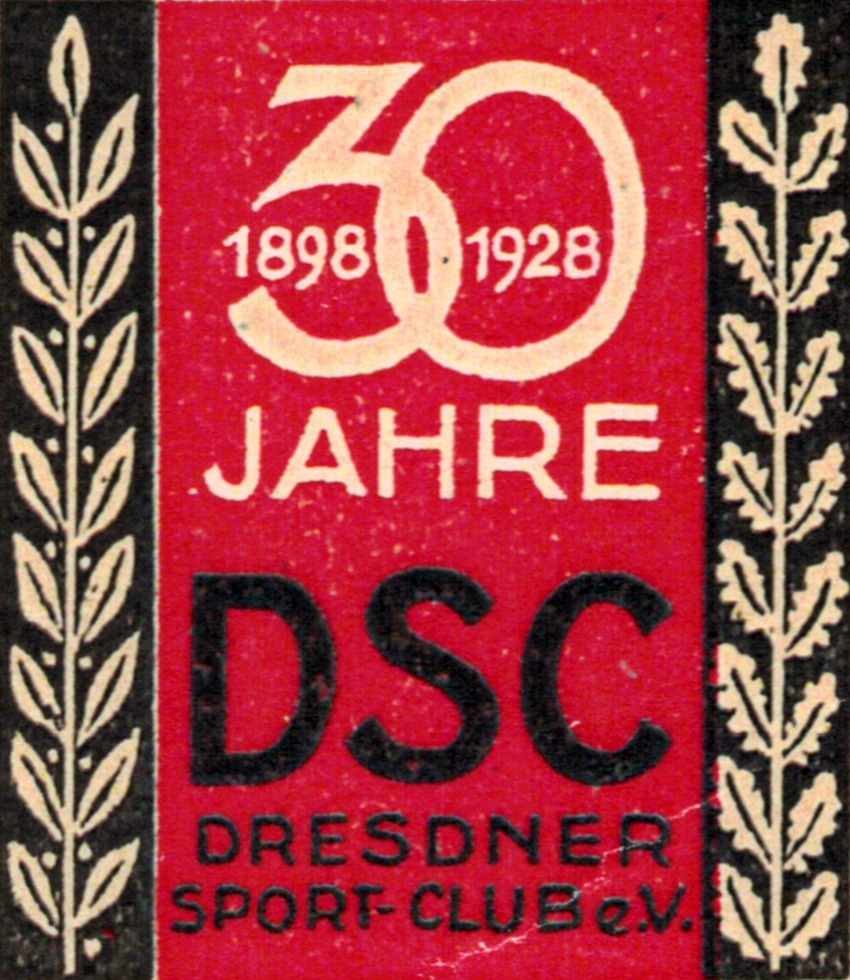 30
1898 1928
JAHRE
DSC
DRESDNER
SPORT-CLUB e.V.